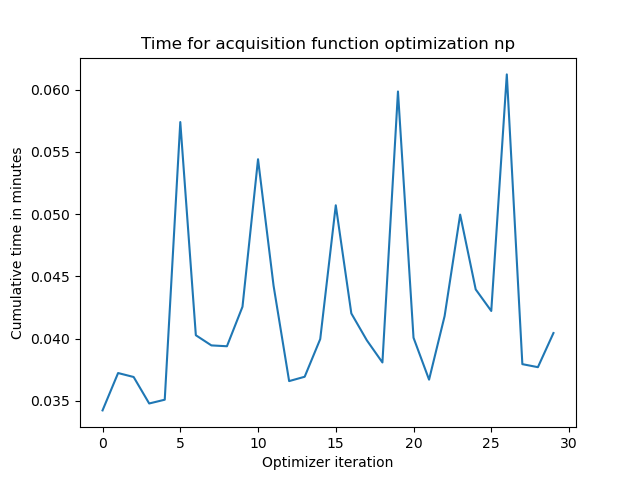 Time for acquisition function optimization np
0.060
0.055
0.050
0.045
0.040
0.035
Cumulative time in minutes
0 5 10 15 20 25 30
Optimizer iteration